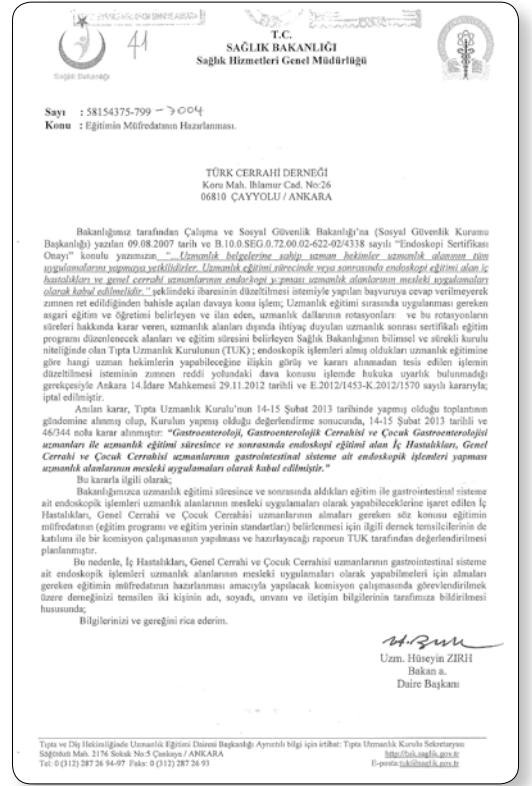 41
Sağlık Bakanlığı
T.C.
SAĞLIK BAKANLIĞI
Sağlık Hizmetleri Genel Müdürlüğü
Sayı : 58154375-799 - 3004
Konu : Eğitimin Müfredatının Hazırlanması.
TÜRK CERRAHİ DERNEĞİ
Koru Mah. Ihlamur Cad. No:26
06810 ÇAYYOLU / ANKARA
Bakanlığımız tarafından Çalışma ve Sosyal Güvenlik Bakanlığı'na (Sosyal Güvenlik Kurumu
Başkanlığı) yazılan 09.08.2007 tarih ve B.10.0.SEG.0.72.00.02-622-02/4338 sayılı "Endoskopi Sertifikası
Onayı" konulu yazımızın "...Uzmanlık belgelerine sahip uzman hekimler uzmanlık alanının tüm
uygulamalarını yapmaya yetkilidirler. Uzmanlık eğitimi sürecinde veya sonrasında endoskopi eğitimi alan iç
hastalıkları ve genel cerrahi uzmanlarının endoskopi yapması uzmanlık alanlarının mesleki uygulamaları
olarak kabul edilmelidir." şeklindeki ibaresinin düzeltilmesi istemiyle yapılan başvuruya cevap verilmeyerek
zımnen ret edildiğinden bahisle açılan davaya konu işlem; Uzmanlık eğitimi sırasında uygulanması gereken
asgari eğitim ve öğretimi belirleyen ve ilan eden, uzmanlık dallarının rotasyonları ve bu rotasyonların
süreleri hakkında karar veren, uzmanlık alanları dışında ihtiyaç duyulan uzmanlık sonrası sertifikalı eğitim
programı düzenlenecek alanları ve eğitim süresini belirleyen Sağlık Bakanlığının bilimsel ve sürekli kurulu
niteliğinde olan Tıpta Uzmanlık Kurulunun (TUK) ; endoskopik işlemleri almış oldukları uzmanlık eğitimine
göre hangi uzman hekimlerin yapabileceğine ilişkin görüş ve kararı alınmadan tesis edilen işlemin
düzeltilmesi isteminin zımnen reddi yolundaki dava konusu işlemde hukuka uyarlık bulunmadığı
gerekçesiyle Ankara 14.İdare Mahkemesi 29.11.2012 tarihli ve E.2012/1453-K.2012/1570 sayılı kararıyla;
iptal edilmiştir.
Anılan karar, Tıpta Uzmanlık Kurulu'nun 14-15 Şubat 2013 tarihinde yapmış olduğu toplantının
gündemine alınmış olup, Kurulun yapmış olduğu değerlendirme sonucunda, 14-15 Şubat 2013 tarihli ve
46/344 nolu karar alınmıştır: "Gastroenteroloji, Gastroenterolojik Cerrahisi ve Çocuk Gastroenterolojisi
uzmanları ile uzmanlık eğitimi süresince ve sonrasında endoskopi eğitimi alan İç Hastalıkları, Genel
Cerrahi ve Çocuk Cerrahisi uzmanlarının gastrointestinal sisteme ait endoskopik işlemleri yapması
uzmanlık alanlarının mesleki uygulamaları olarak kabul edilmiştir."
Bu kararla ilgili olarak;
Bakanlığımızca uzmanlık eğitimi süresince ve sonrasında aldıkları eğitim ile gastrointestinal sisteme
ait endoskopik işlemleri uzmanlık alanlarının mesleki uygulamaları olarak yapabileceklerine işaret edilen İç
Hastalıkları, Genel Cerrahi ve Çocuk Cerrahisi uzmanlarının almaları gereken söz konusu eğitimin
müfredatının (eğitim programı ve eğitim yerinin standartları) belirlenmesi için ilgili dernek temsilcilerinin de
katılımı ile bir komisyon çalışmasının yapılması ve hazırlayacağı raporun TUK tarafından değerlendirilmesi
planlanmıştır.
Bu nedenle, İç Hastalıkları, Genel Cerrahi ve Çocuk Cerrahisi uzmanlarının gastrointestinal sisteme
ait endoskopik işlemleri uzmanlık alanlarının mesleki uygulamaları olarak yapabilmeleri için almaları
gereken eğitimin müfredatının hazırlanması amacıyla yapılacak komisyon çalışmasında görevlendirilmek
üzere derneğinizi temsilen iki kişinin adı, soyadı, unvanı ve iletişim bilgilerinin tarafımıza bildirilmesi
hususunda;
Bilgilerinizi ve gereğini rica ederim.
Uzm. Hüseyin ZIRH
Bakan a.
Daire Başkanı
Tıpta ve Diş Hekimliğinde Uzmanlık Eğitimi Dairesi Başkanlığı Ayrıntılı bilgi için irtibat: Tıpta Uzmanlık Kurulu Sekretaryası
Söğütözü Mah. 2176 Sokak No:5 Çankaya / ANKARA http://tuk.saglik.gov.tr
Tel: 0 (312) 287 26 94-97 Faks: 0 (312) 287 26 93 E-posta:tuk@saglik.gov.tr